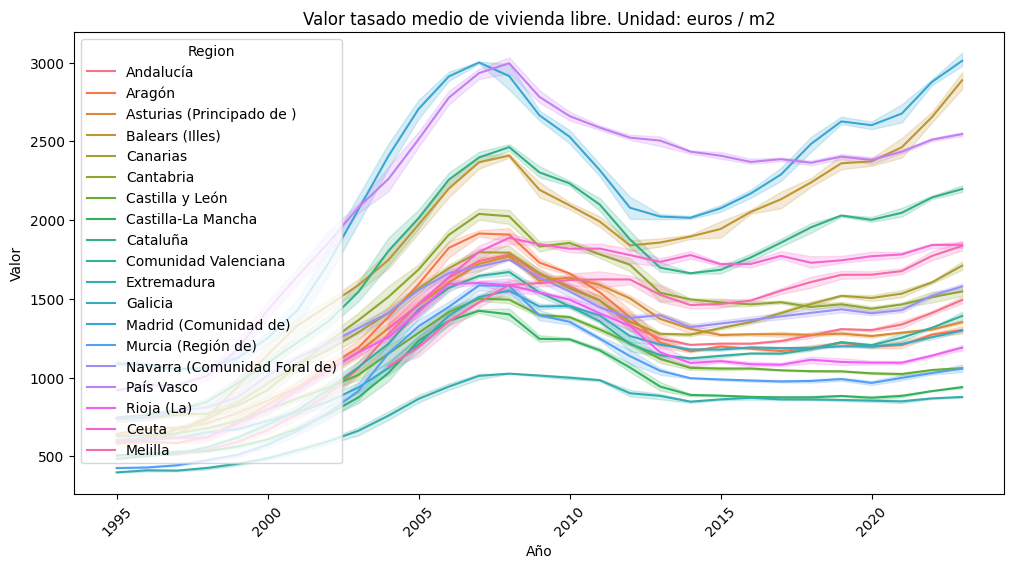 Valor tasado medio de vivienda libre. Unidad: euros / m2
Region
Andalucía
Aragón
Asturias (Principado de )
Balears (Illes)
Canarias
Cantabria
Castilla y León
Castilla-La Mancha
Cataluña
Comunidad Valenciana
Extremadura
Galicia
Madrid (Comunidad de)
Murcia (Región de)
Navarra (Comunidad Foral de)
País Vasco
Rioja (La)
Ceuta
Melilla
Valor
3000
2500
2000
1500
1000
500
1995
2000
2005
2010
2015
2020
Año